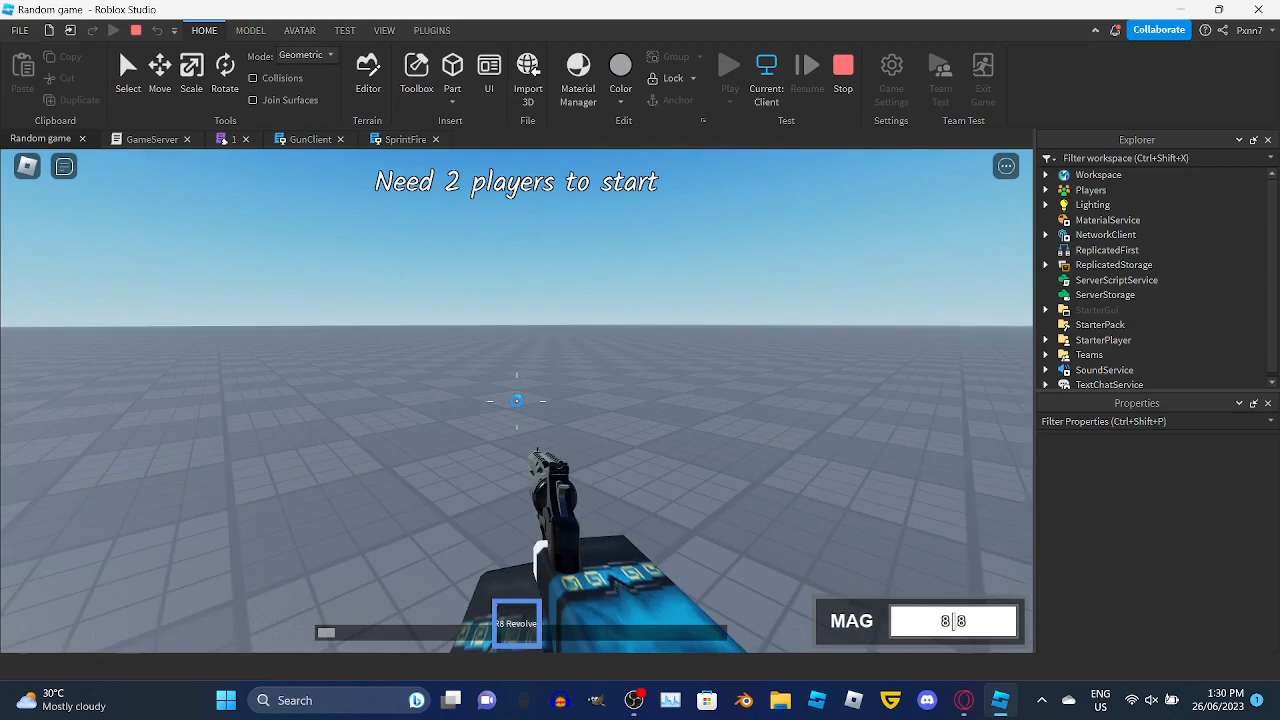 Random game - Roblox Studio
FILE HOME MODEL AVATAR TEST VIEW PLUGINS Collaborate Pxnn7
Paste Copy Cut Duplicate Clipboard
Select Move Scale Rotate Mode: Geometric Collisions Join Surfaces Tools
Editor Terrain
Toolbox Part UI Insert
Import 3D File
Material Manager Color Group Lock Anchor Edit
Play Current: Client Resume Stop Test
Game Settings Settings
Team Test Exit Game Team Test
Random game GameServer 1 GunClient SprintFire
Need 2 players to start
R8 Revolve
MAG 8|8
Explorer
Filter workspace (Ctrl+Shift+X)
Workspace
Players
Lighting
MaterialService
NetworkClient
ReplicatedFirst
ReplicatedStorage
ServerScriptService
ServerStorage
StarterGui
StarterPack
StarterPlayer
Teams
SoundService
TextChatService
Properties
Filter Properties (Ctrl+Shift+P)
30°C
Mostly cloudy
Search
ENG
US
1:30 PM
26/06/2023
1